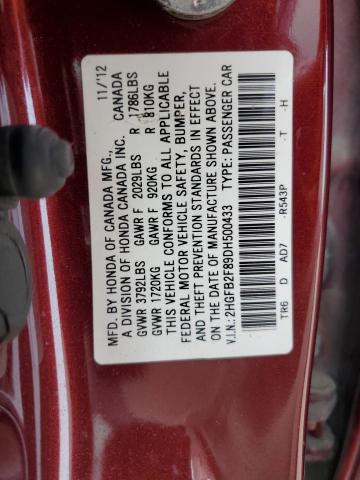 MFD. BY HONDA OF CANADA MFG., 11/'12
A DIVISION OF HONDA CANADA INC. CANADA
GVWR 3792LBS GAWR F 2029LBS R 1786LBS
GVWR 1720KG GAWR F 920KG R 810KG
THIS VEHICLE CONFORMS TO ALL APPLICABLE
FEDERAL MOTOR VEHICLE SAFETY, BUMPER,
AND THEFT PREVENTION STANDARDS IN EFFECT
ON THE DATE OF MANUFACTURE SHOWN ABOVE.
V.I.N.: 2HGFB2F89DH500433 TYPE: PASSENGER CAR
TR6 D AD7 -R543P -T -H